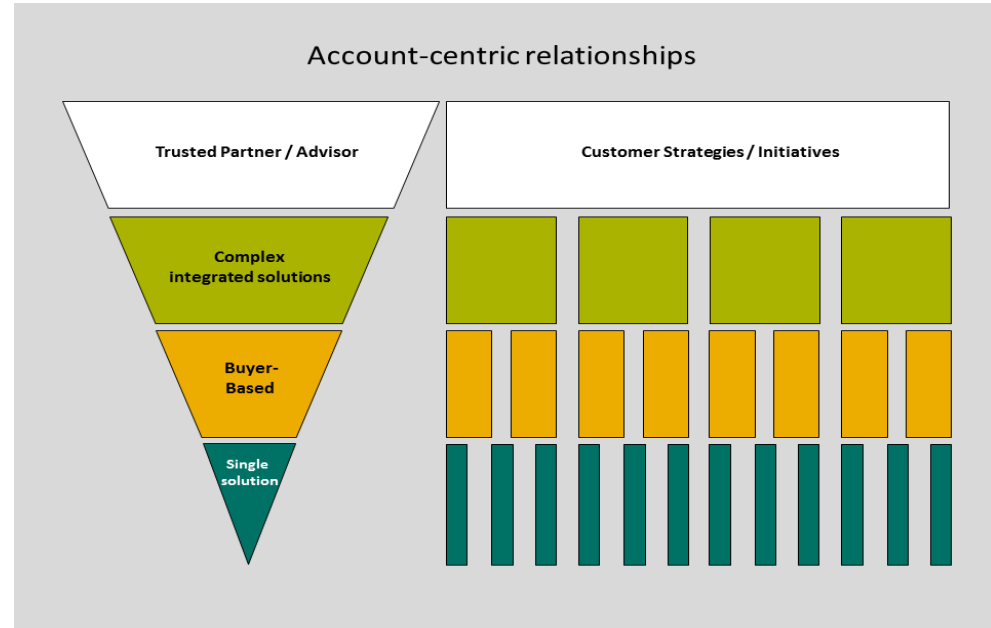 Account-centric relationships
Trusted Partner / Advisor
Customer Strategies / Initiatives
Complex
integrated solutions
Buyer-
Based
Single
solution